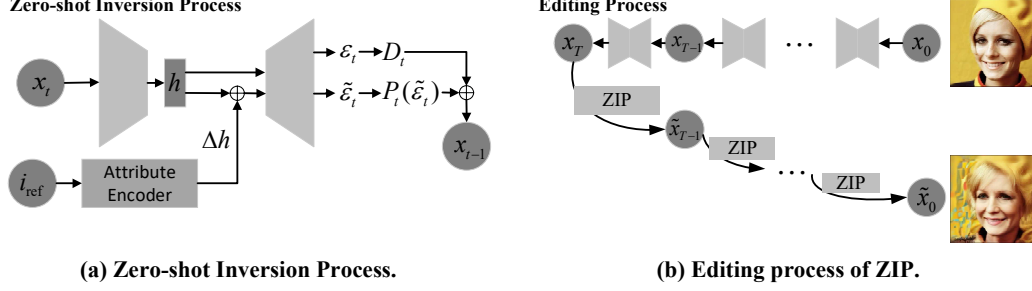 Zero-shot Inversion Process
x_t
h
ε_t
D_t
ε̃_t
P_t(ε̃_t)
Δh
x_{t−1}
i_ref
Attribute
Encoder
(a) Zero-shot Inversion Process.
Editing Process
x_T
x_{T−1}
...
x_0
ZIP
x̃_{T−1}
ZIP
...
ZIP
x̃_0
(b) Editing process of ZIP.